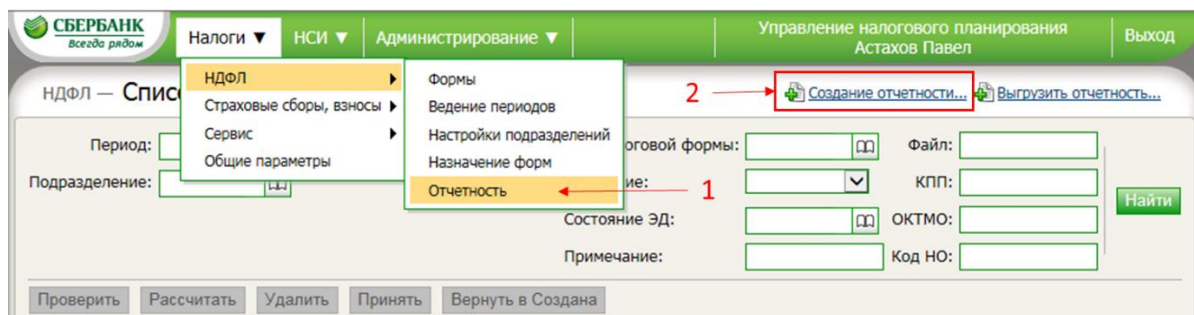 СБЕРБАНК
Всегда рядом
Налоги ▼ НСИ ▼ Администрирование ▼
Управление налогового планирования
Астахов Павел
Выход
НДФЛ — Спис
НДФЛ
Страховые сборы, взносы
Сервис
Общие параметры
Формы
Ведение периодов
Настройки подразделений
Назначение форм
Отчетность
1
2
Создание отчетности... Выгрузить отчетность...
Период:
Подразделение:
формы: Файл:
КПП:
Состояние ЭД: ОКТМО:
Примечание: Код НО:
Найти
Проверить Рассчитать Удалить Принять Вернуть в Создана